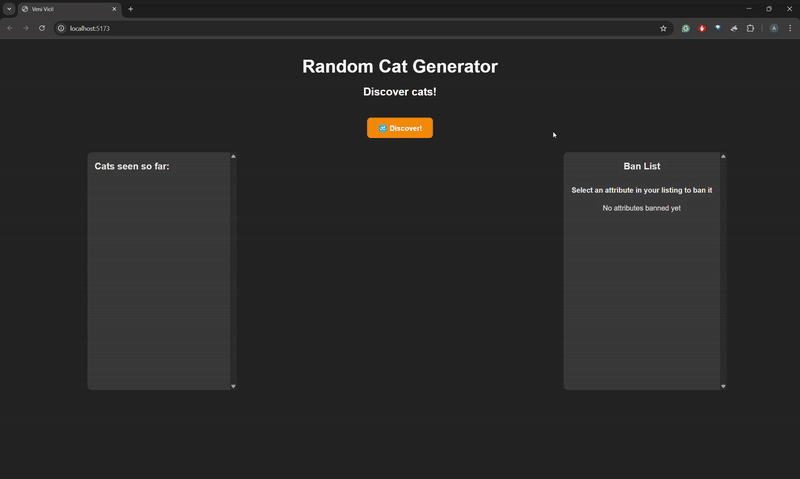 Veni Vicil
localhost:5173
A
Random Cat Generator
Discover cats!
🔀 Discover!
Cats seen so far:
Ban List
Select an attribute in your listing to ban it
No attributes banned yet